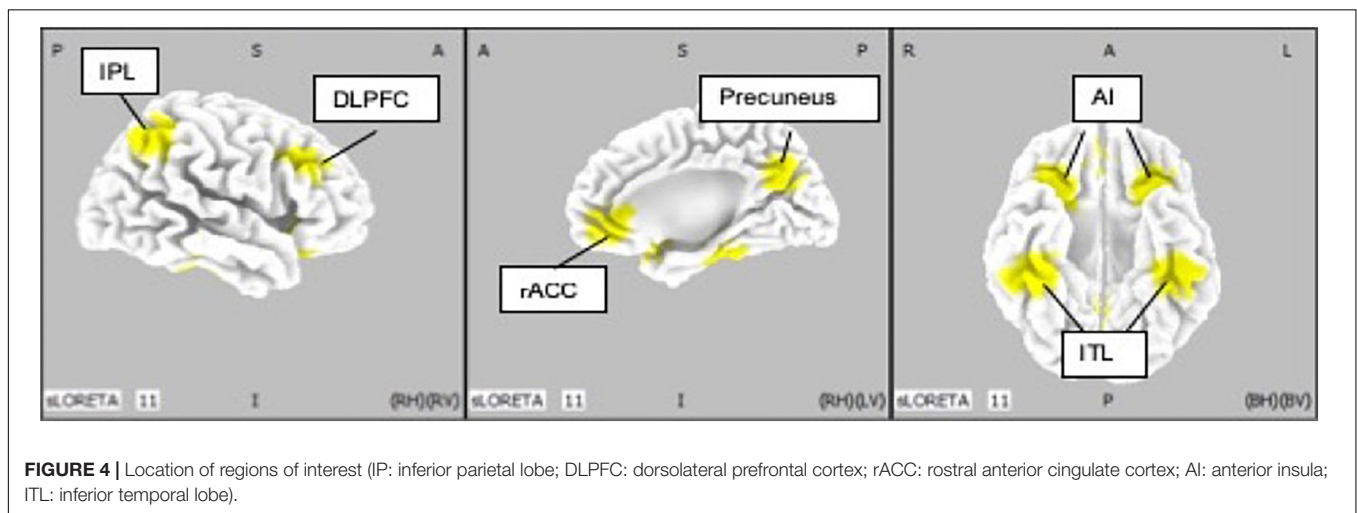 P S A
IPL
DLPFC
sLORETA 11 I (RH)(RV)
A S P
Precuneus
rACC
sLORETA 11 I (RH)(LV)
R A L
AI
ITL
sLORETA 11 P (BH)(BV)
FIGURE 4 | Location of regions of interest (IP: inferior parietal lobe; DLPFC: dorsolateral prefrontal cortex; rACC: rostral anterior cingulate cortex; AI: anterior insula;
ITL: inferior temporal lobe).